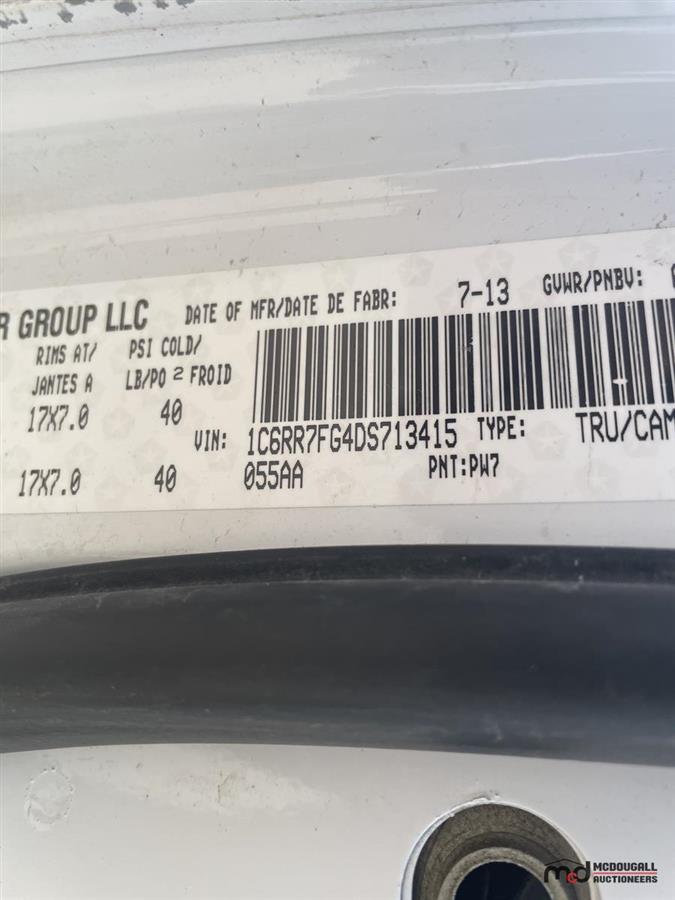 R GROUP LLC DATE OF MFR/DATE DE FABR: 7-13 GVWR/PNBV:
RIMS AT/ PSI COLD/
JANTES A LB/PO 2 FROID
17X7.0 40
VIN: 1C6RR7FG4DS713415 TYPE: TRU/CAM
17X7.0 40 055AA PNT:PW7
mcd MCDOUGALL
AUCTIONEERS